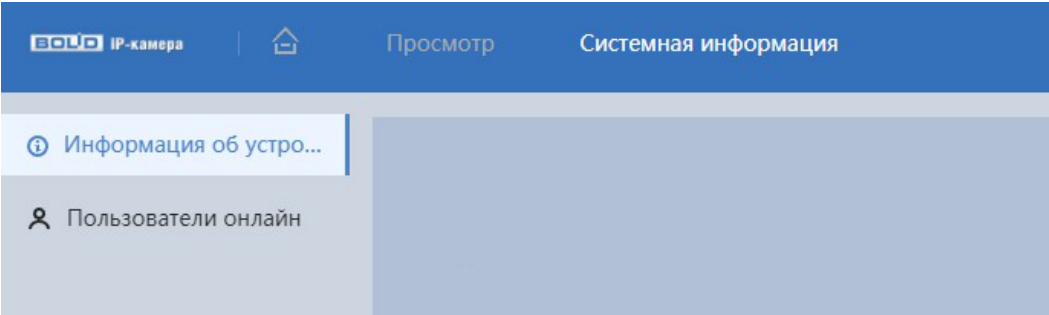 BOLID IP-камера Просмотр Системная информация
Информация об устро...
Пользователи онлайн